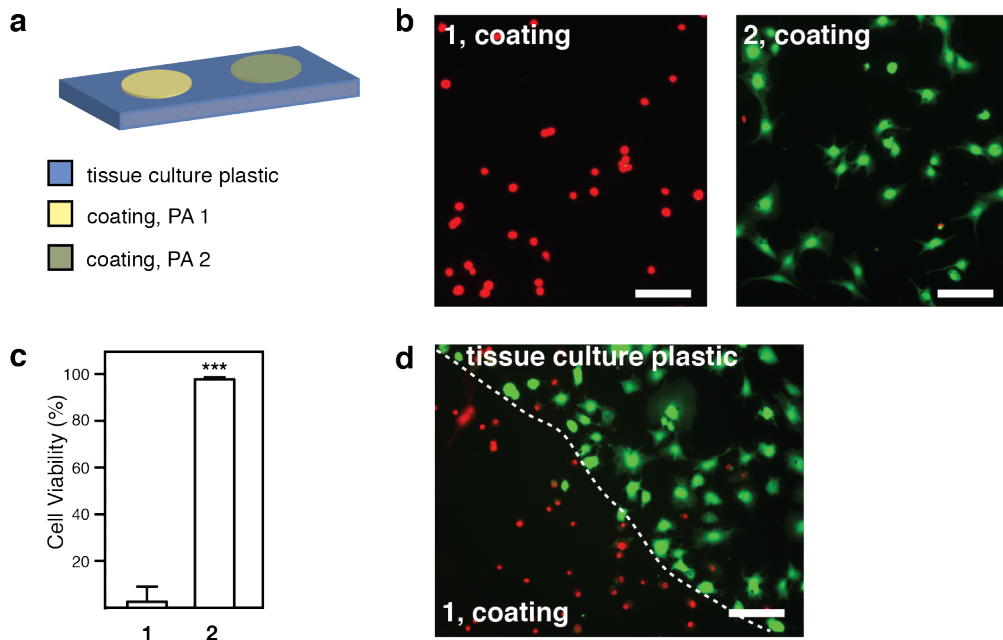 a
tissue culture plastic
coating, PA 1
coating, PA 2
b
1, coating
2, coating
c
Cell Viability (%)
100
80
60
40
20
***
1
2
d
tissue culture plastic
1, coating